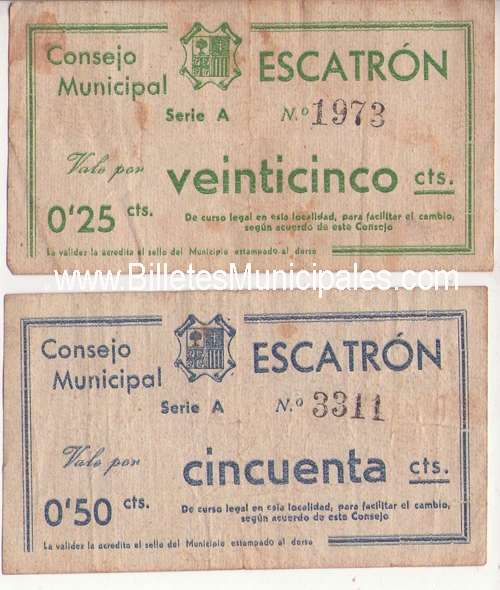 Consejo
Municipal
ESCATRÓN
Serie A
N.º 1973
Vale por
veinticinco cts.
0'25 cts.
De curso legal en esta localidad, para facilitar el cambio,
según acuerdo de este Consejo
La validez la acredita el sello del Municipio estampado al dorso
www.BilletesMunicipales.com
Consejo
Municipal
ESCATRÓN
Serie A
N.º 3311
Vale por
cincuenta cts.
0'50 cts.
De curso legal en esta localidad, para facilitar el cambio,
según acuerdo de este Consejo
La validez la acredita el sello del Municipio estampado al dorso